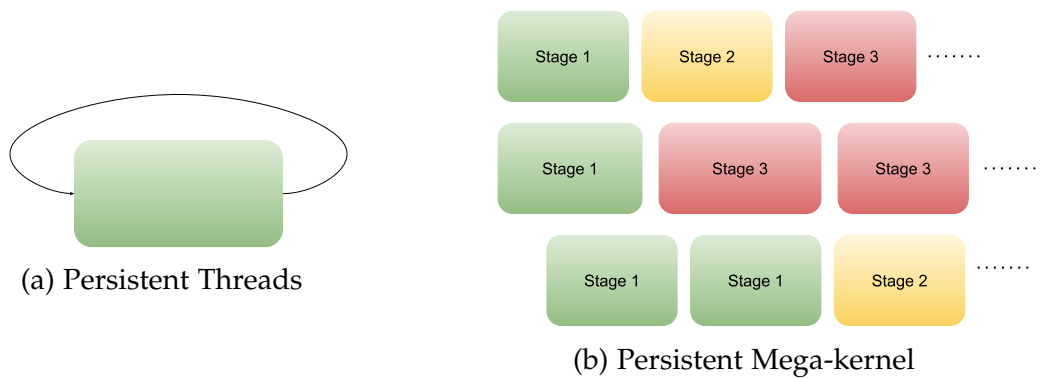 Stage 1 Stage 2 Stage 3 .......
Stage 1 Stage 3 Stage 3 .......
Stage 1 Stage 1 Stage 2 .......
(a) Persistent Threads
(b) Persistent Mega-kernel